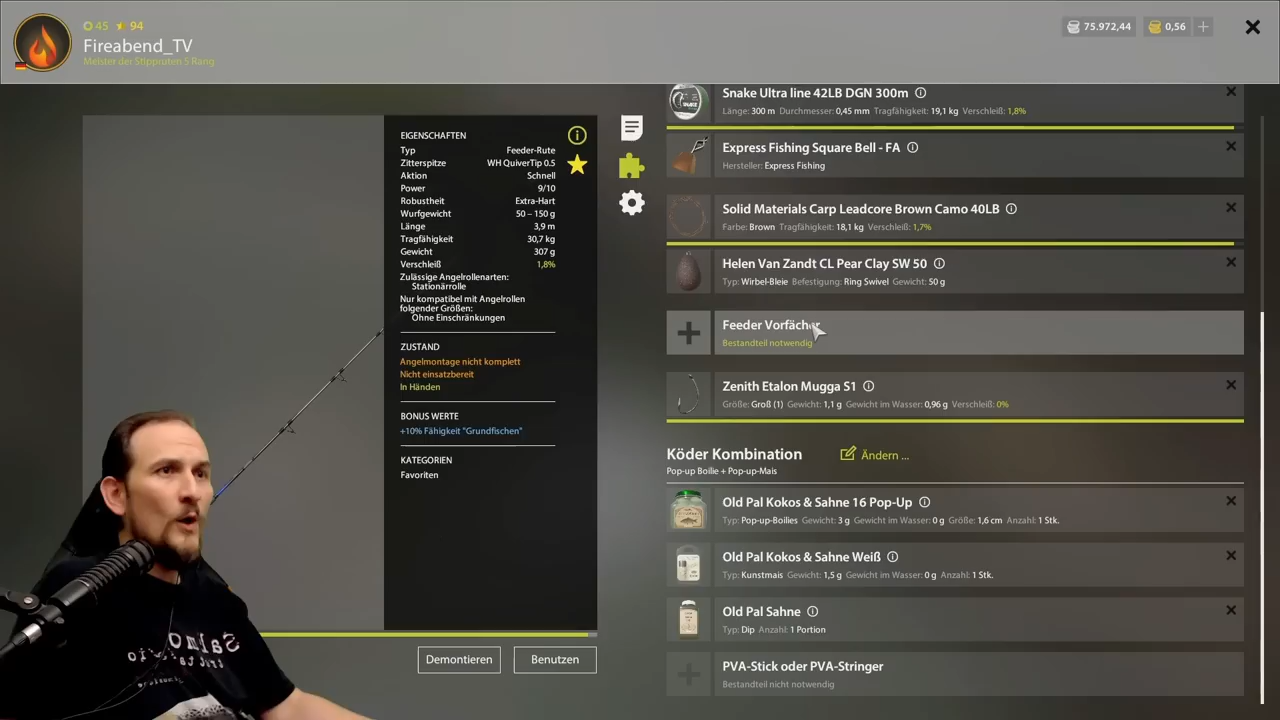 45 94
Fireabend_TV
Meister der Stippruten 5 Rang
75.972,44 0,56
EIGENSCHAFTEN
Typ Feeder-Rute
Zitterspitze WH QuiverTip 0.5
Aktion Schnell
Power 9/10
Robustheit Extra-Hart
Wurfgewicht 50 – 150 g
Länge 3,9 m
Tragfähigkeit 30,7 kg
Gewicht 307 g
Verschleiß 1,8%
Zulässige Angelrollenarten:
Stationärrolle
Nur kompatibel mit Angelrollen
folgender Größen:
Ohne Einschränkungen
ZUSTAND
Angelmontage nicht komplett
Nicht einsatzbereit
In Händen
BONUS WERTE
+10% Fähigkeit "Grundfischen"
KATEGORIEN
Favoriten
Demontieren Benutzen
Snake Ultra line 42LB DGN 300m
Länge: 300 m Durchmesser: 0,45 mm Tragfähigkeit: 19,1 kg Verschleiß: 1,8%
Express Fishing Square Bell - FA
Hersteller: Express Fishing
Solid Materials Carp Leadcore Brown Camo 40LB
Farbe: Brown Tragfähigkeit: 18,1 kg Verschleiß: 1,7%
Helen Van Zandt CL Pear Clay SW 50
Typ: Wirbel-Bleie Befestigung: Ring Swivel Gewicht: 50 g
Feeder Vorfächer
Bestandteil notwendig
Zenith Etalon Mugga S1
Größe: Groß (1) Gewicht: 1,1 g Gewicht im Wasser: 0,96 g Verschleiß: 0%
Köder Kombination Ändern ...
Pop-up Boilie + Pop-up-Mais
Old Pal Kokos & Sahne 16 Pop-Up
Typ: Pop-up-Boilies Gewicht: 3 g Gewicht im Wasser: 0 g Größe: 1,6 cm Anzahl: 1 Stk.
Old Pal Kokos & Sahne Weiß
Typ: Kunstmais Gewicht: 1,5 g Gewicht im Wasser: 0 g Anzahl: 1 Stk.
Old Pal Sahne
Typ: Dip Anzahl: 1 Portion
PVA-Stick oder PVA-Stringer
Bestandteil nicht notwendig